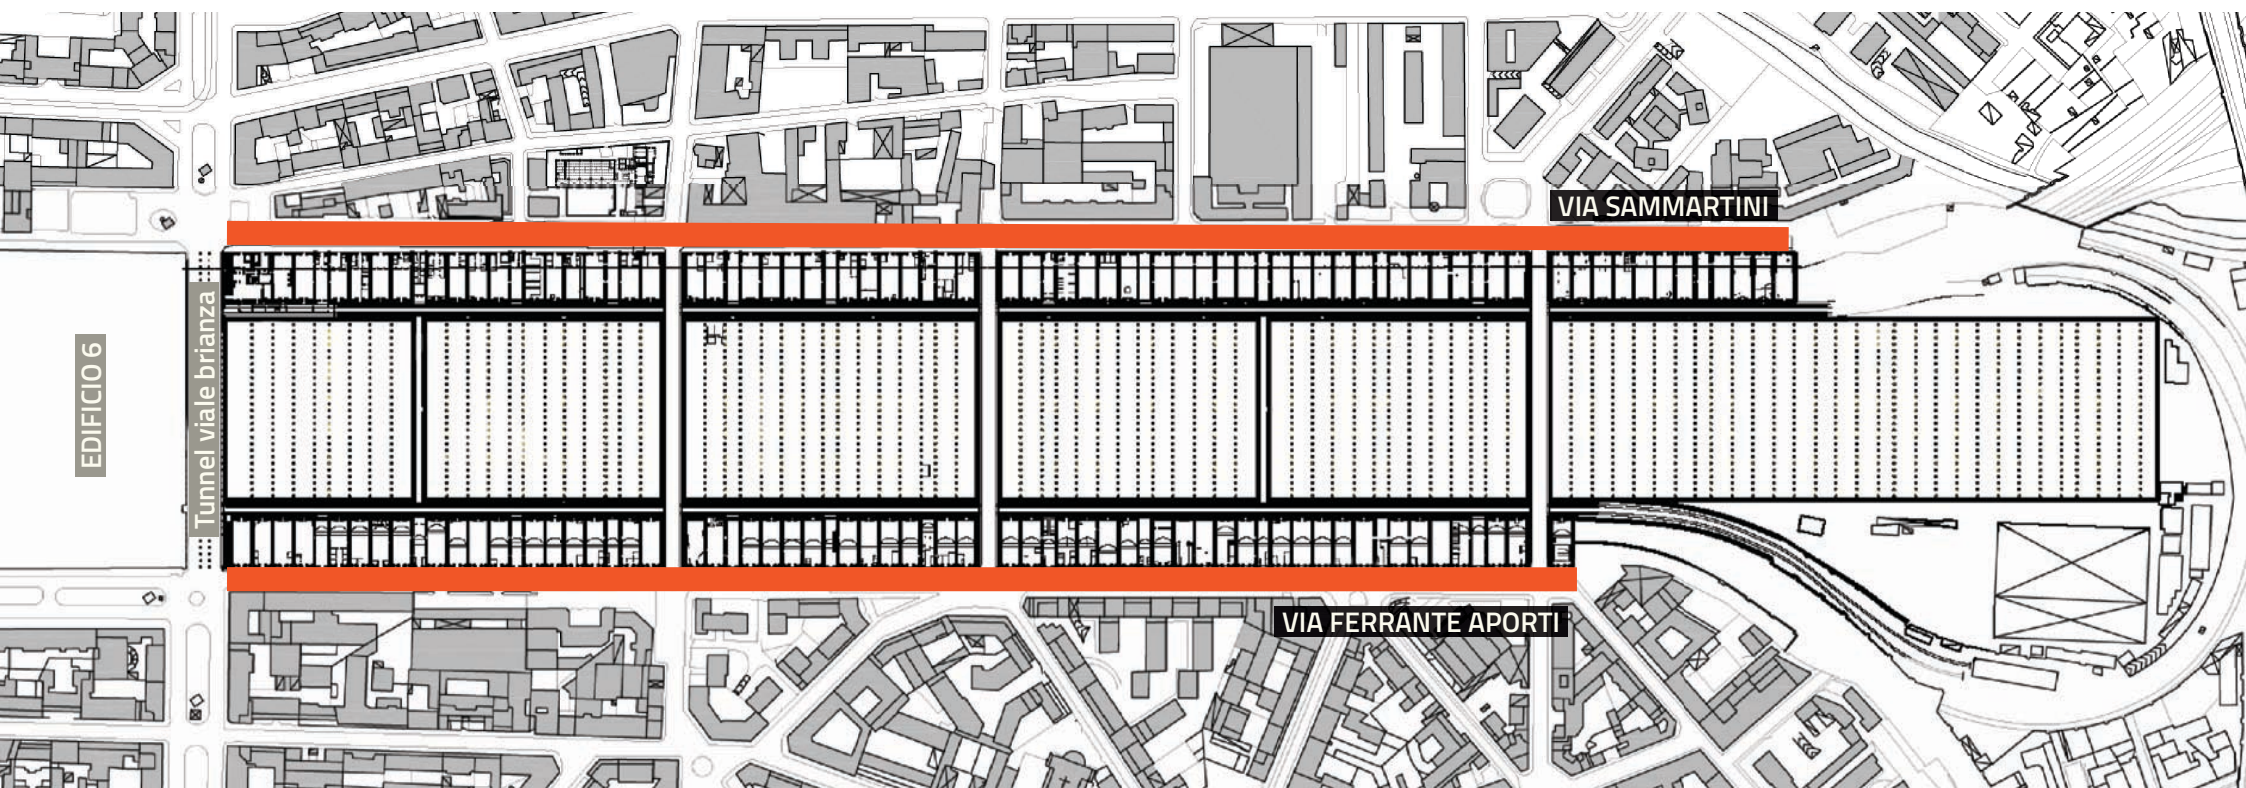 VIA SAMMARTINI
EDIFICIO 6
Tunnel viale brianza
VIA FERRANTE APORTI